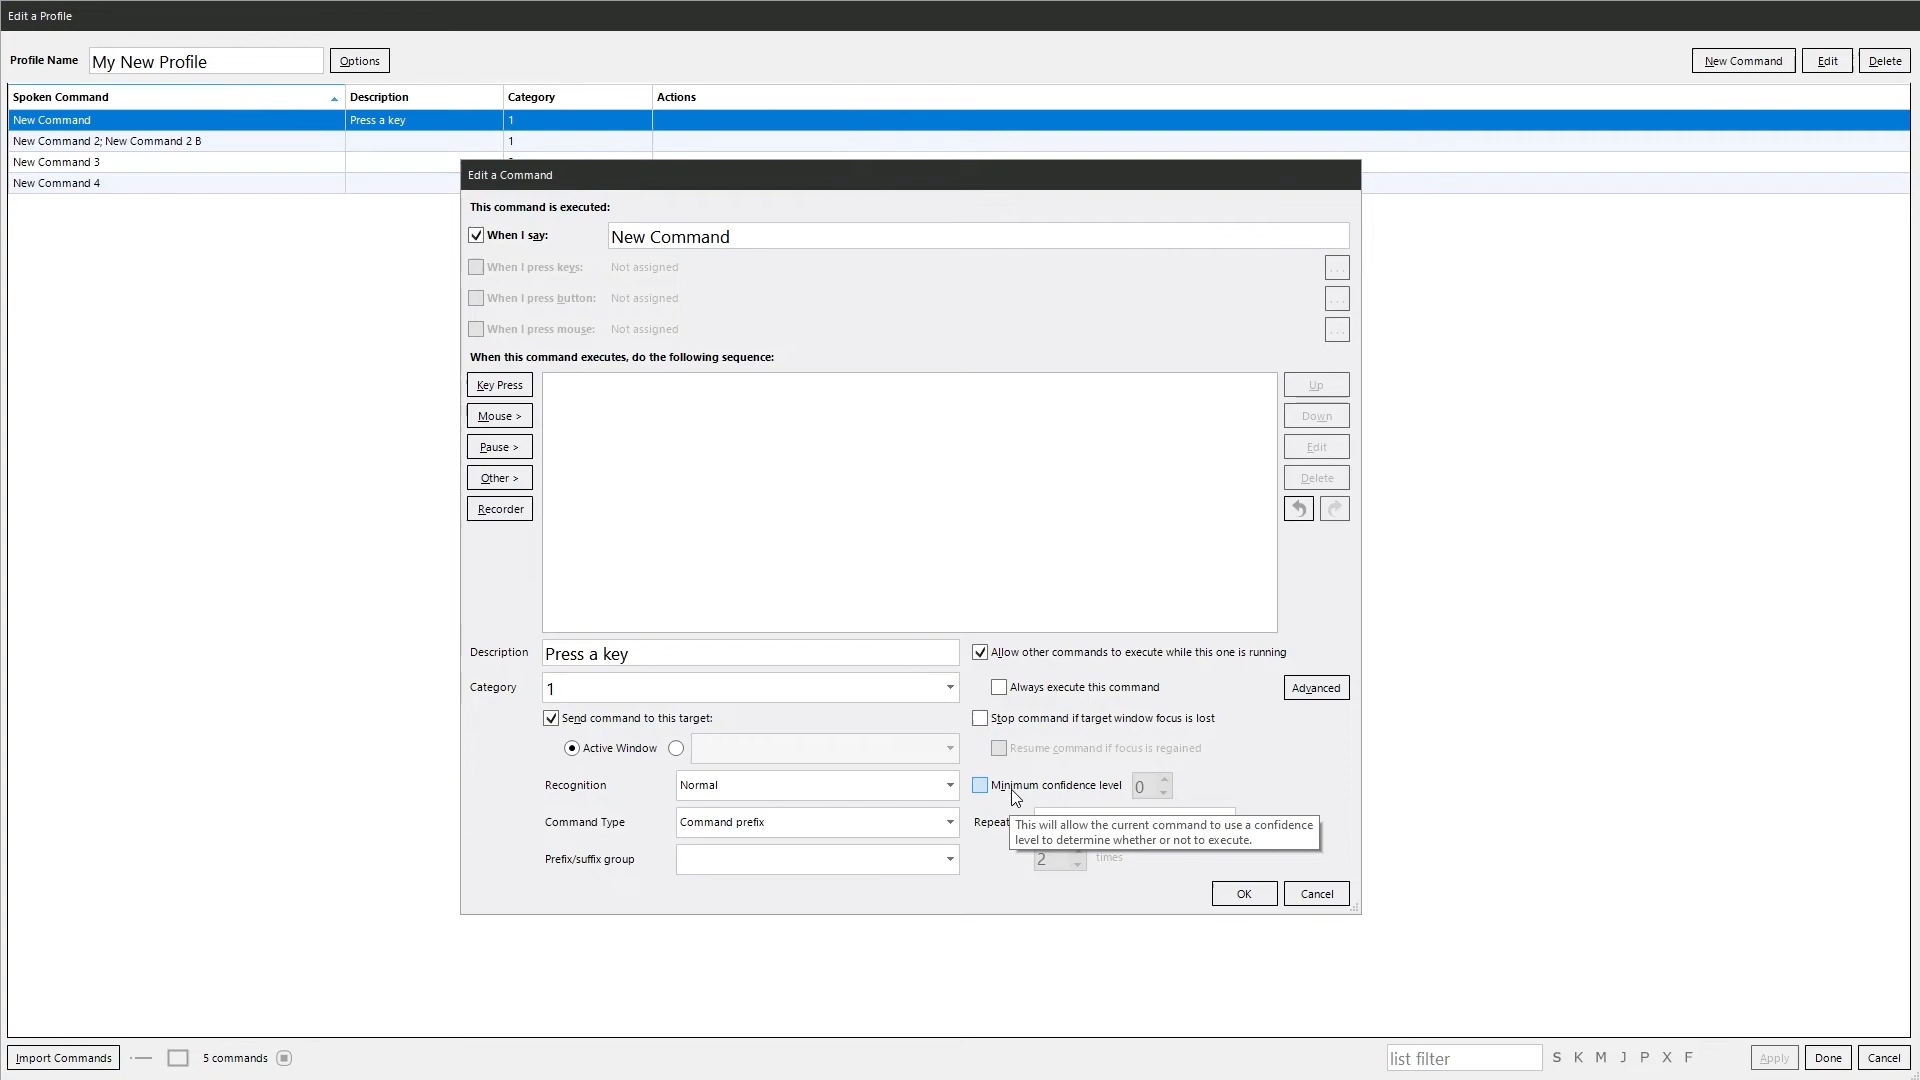 Edit a Profile
Profile Name My New Profile Options New Command Edit Delete
Spoken Command Description Category Actions
New Command Press a key 1
New Command 2; New Command 2 B 1
New Command 3
New Command 4
Edit a Command
This command is executed:
When I say: New Command
When I press keys: Not assigned ...
When I press button: Not assigned ...
When I press mouse: Not assigned ...
When this command executes, do the following sequence:
Key Press Up
Mouse > Down
Pause > Edit
Other > Delete
Recorder
Description Press a key Allow other commands to execute while this one is running
Category 1 Always execute this command Advanced
Send command to this target: Stop command if target window focus is lost
Active Window Resume command if focus is regained
Recognition Normal Minimum confidence level 0
Command Type Command prefix Repeat
This will allow the current command to use a confidence
level to determine whether or not to execute.
Prefix/suffix group 2 times
OK Cancel
Import Commands 5 commands list filter S K M J P X F Apply Done Cancel